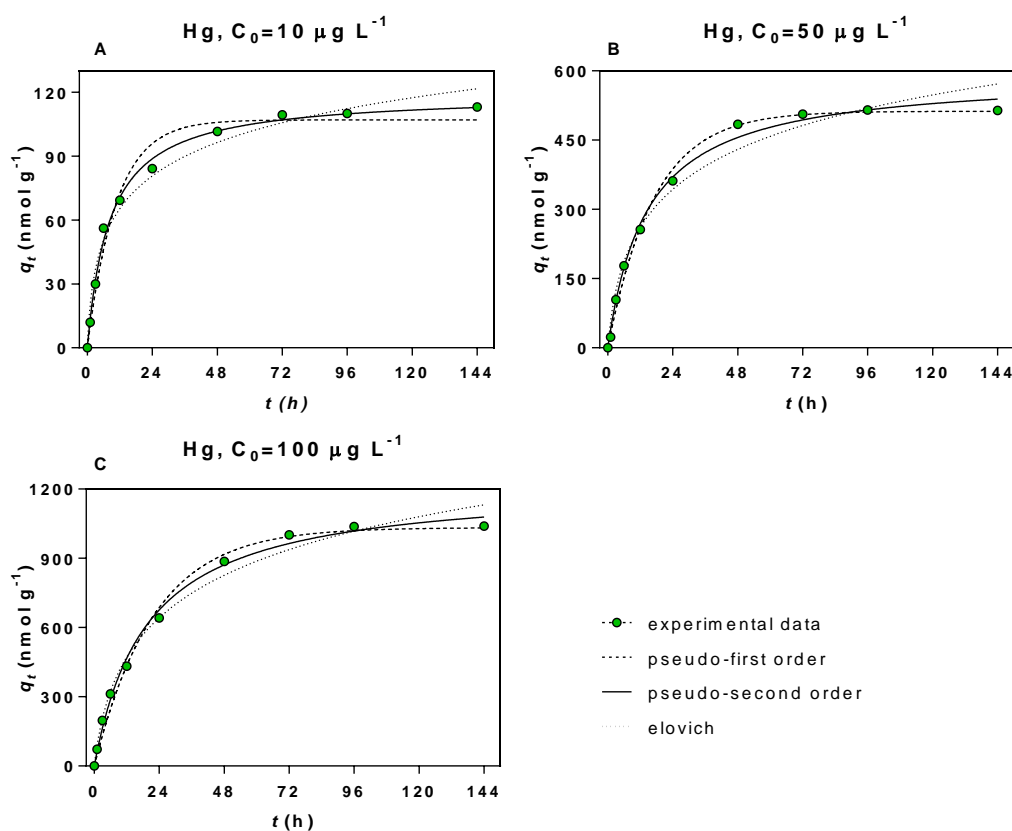 Hg, C₀=10 µg L⁻¹
A
qₜ (nmol g⁻¹)
120
90
60
30
0
0 24 48 72 96 120 144
t (h)
Hg, C₀=50 µg L⁻¹
B
qₜ (nmol g⁻¹)
600
450
300
150
0
0 24 48 72 96 120 144
t (h)
Hg, C₀=100 µg L⁻¹
C
qₜ (nmol g⁻¹)
1200
900
600
300
0
0 24 48 72 96 120 144
t (h)
experimental data
pseudo-first order
pseudo-second order
elovich